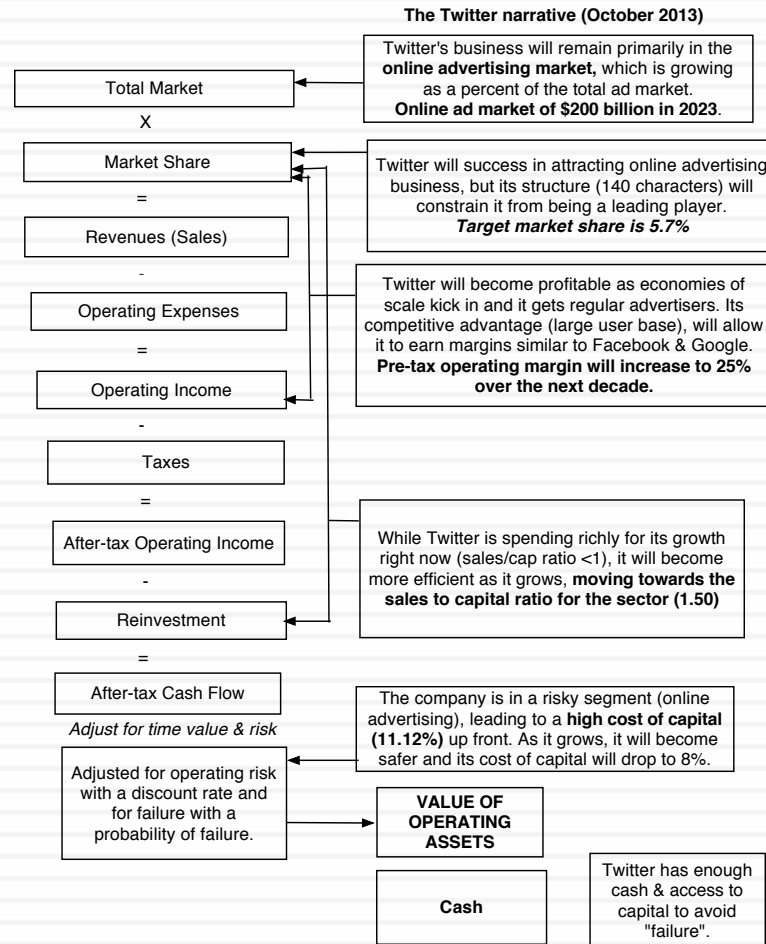 The Twitter narrative (October 2013)
Twitter's business will remain primarily in the
online advertising market, which is growing
as a percent of the total ad market.
Online ad market of $200 billion in 2023.
Total Market
X
Market Share
Twitter will success in attracting online advertising
business, but its structure (140 characters) will
constrain it from being a leading player.
Target market share is 5.7%
=
Revenues (Sales)
-
Operating Expenses
Twitter will become profitable as economies of
scale kick in and it gets regular advertisers. Its
competitive advantage (large user base), will allow
it to earn margins similar to Facebook & Google.
Pre-tax operating margin will increase to 25%
over the next decade.
=
Operating Income
-
Taxes
=
After-tax Operating Income
While Twitter is spending richly for its growth
right now (sales/cap ratio <1), it will become
more efficient as it grows, moving towards the
sales to capital ratio for the sector (1.50)
-
Reinvestment
=
After-tax Cash Flow
Adjust for time value & risk
The company is in a risky segment (online
advertising), leading to a high cost of capital
(11.12%) up front. As it grows, it will become
safer and its cost of capital will drop to 8%.
Adjusted for operating risk
with a discount rate and
for failure with a
probability of failure.
VALUE OF
OPERATING
ASSETS
Cash
Twitter has enough
cash & access to
capital to avoid
"failure".